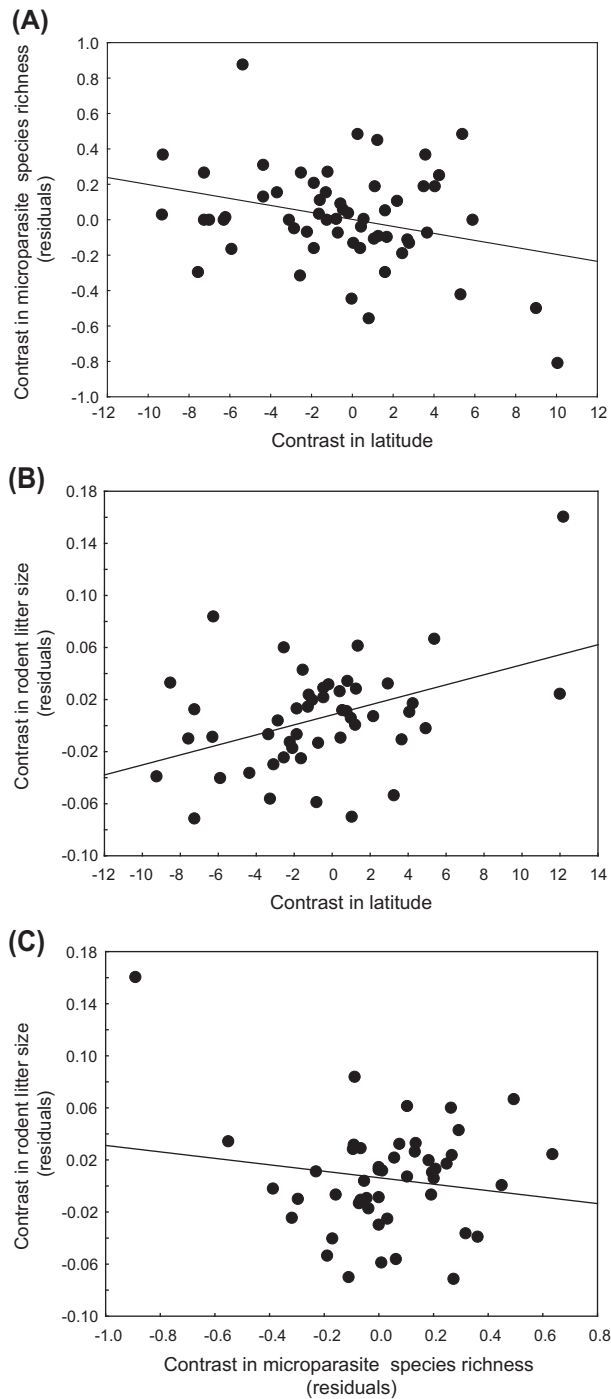 (A)
Contrast in microparasite species richness
(residuals)
1.0
0.8
0.6
0.4
0.2
0.0
-0.2
-0.4
-0.6
-0.8
-1.0
-12 -10 -8 -6 -4 -2 0 2 4 6 8 10 12
Contrast in latitude
(B)
Contrast in rodent litter size
(residuals)
0.18
0.14
0.10
0.06
0.02
-0.02
-0.06
-0.10
-12 -10 -8 -6 -4 -2 0 2 4 6 8 10 12 14
Contrast in latitude
(C)
Contrast in rodent litter size
(residuals)
0.18
0.14
0.10
0.06
0.02
-0.02
-0.06
-0.10
-1.0 -0.8 -0.6 -0.4 -0.2 0.0 0.2 0.4 0.6 0.8
Contrast in microparasite species richness
(residuals)